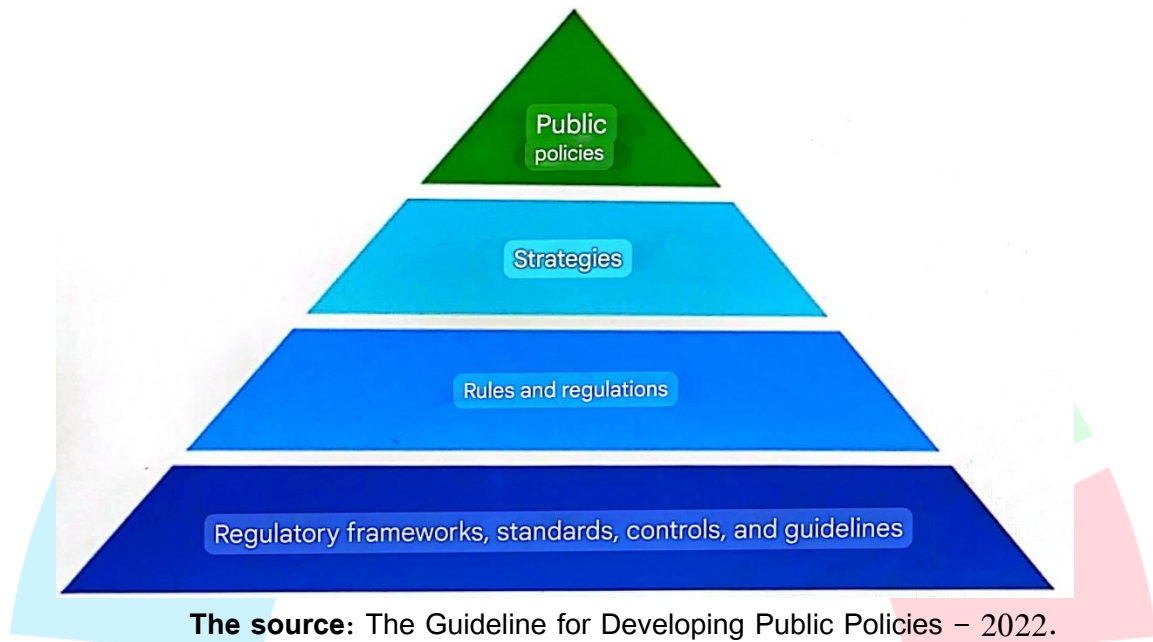 Public
policies
Strategies
Rules and regulations
Regulatory frameworks, standards, controls, and guidelines
The source: The Guideline for Developing Public Policies – 2022.